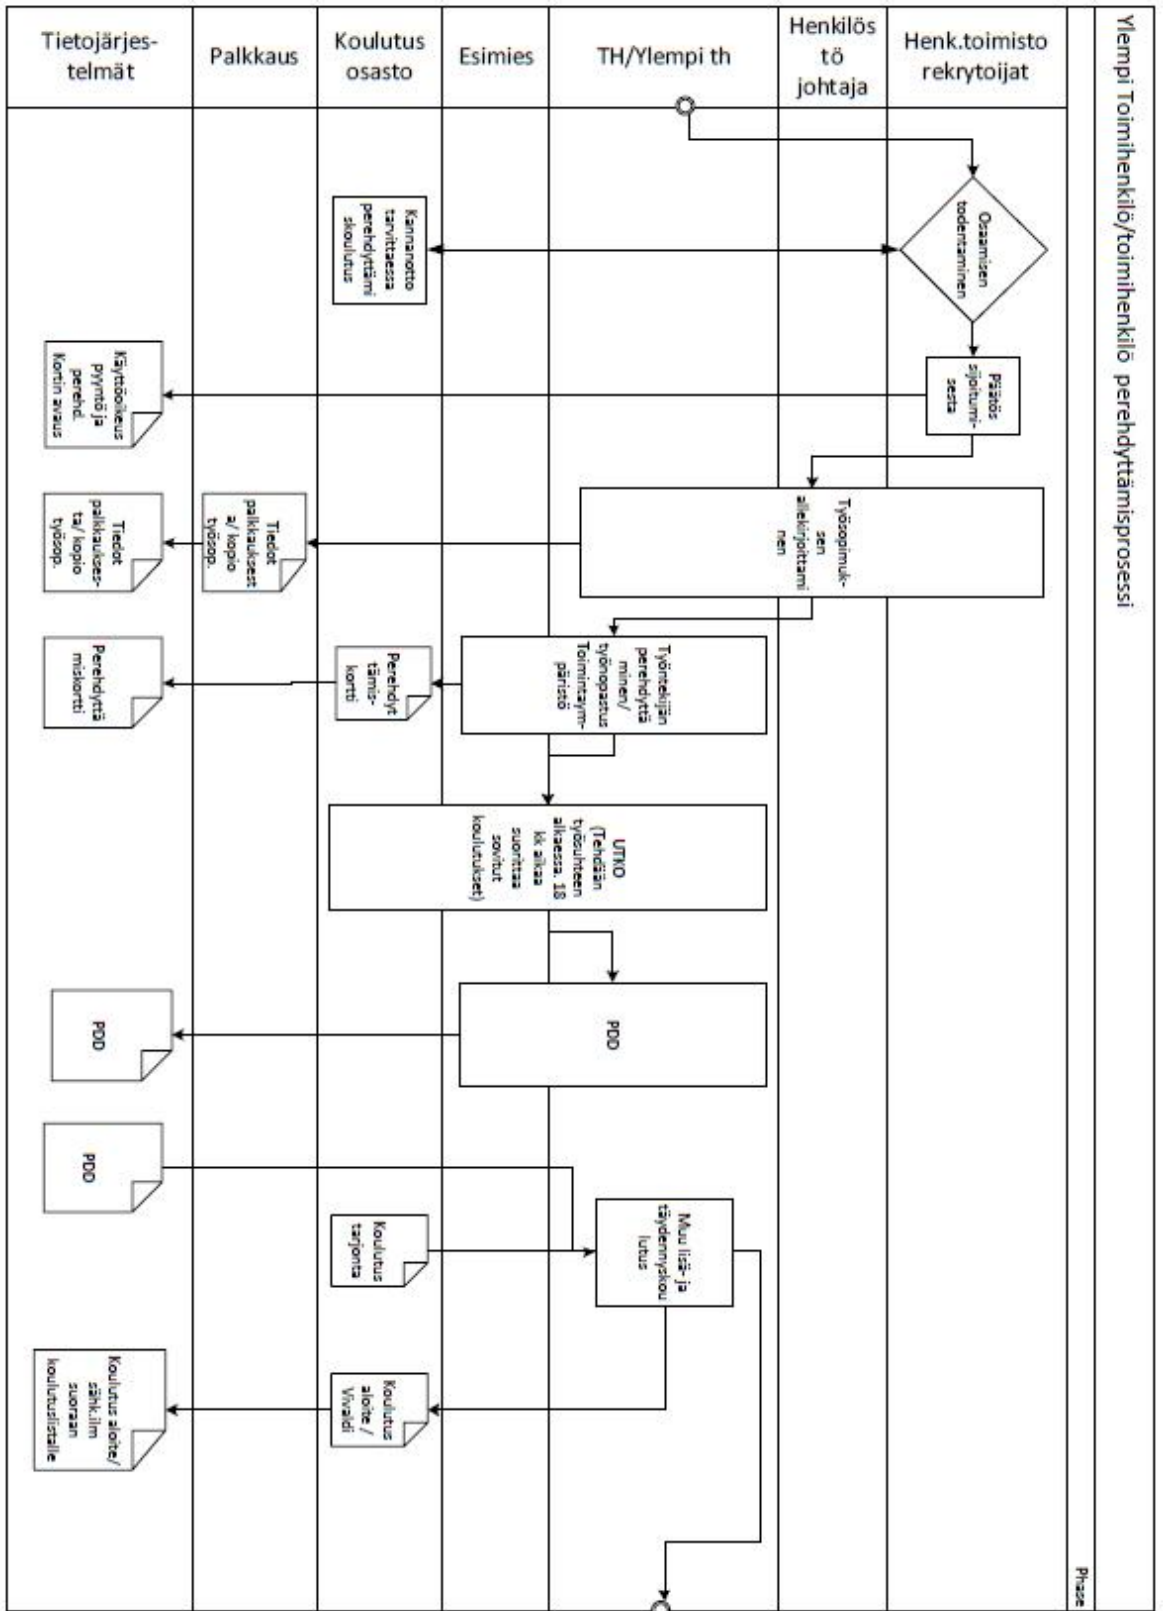 Ylempi Toimihenkilö/toimihenkilö perehdyttämisprosessi
Phase
Tietojärjes-
telmät
Palkkaus
Koulutus
osasto
Esimies
TH/Ylempi th
Henkilös
tö
johtaja
Henk.toimisto
rekrytoijat
Osaamisen
todentaminen
Kannanotto
tarvittaessa
perehdyttämi
skoulutus
Päätös
sijoitumi-
sesta
Käyttöoikeus
pyyntö ja
perehd.
Kortin avaus
Työsopimuk-
sen
allekirjoittami
nen
Tiedot
palkkauksest
a/ kopio
työsop.
Tiedot
palkkaukses-
ta/ kopio
työsop.
Työntekijän
perehdyttä
minen/
työnopastus
Toimintaym-
päristö
Perehdyt
tämis-
kortti
Perehdyttä
miskortti
UTKO
(Tehdään
työsuhteen
alkaessa. 18
kk aikaa
suorittaa
sovitut
koulutukset)
PDD
PDD
PDD
Muu lisä- ja
täydennyskou
lutus
Koulutus
tarjonta
Koulutus
aloite /
Vivaldi
Koulutus aloite/
sähk.ilm
suoraan
koulutuslistalle